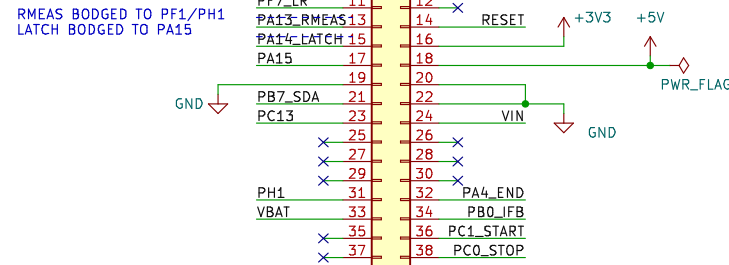 RMEAS BODGED TO PF1/PH1
LATCH BODGED TO PA15
PF7_LR 11 12
PA13_RMEAS 13 14 RESET
PA14_LATCH 15 16 +3V3 +5V
PA15 17 18
PWR_FLAG
19 20
GND
PB7_SDA 21 22
PC13 23 24 VIN
GND
25 26
27 28
29 30
PH1 31 32 PA4_END
VBAT 33 34 PB0_IFB
35 36 PC1_START
37 38 PC0_STOP